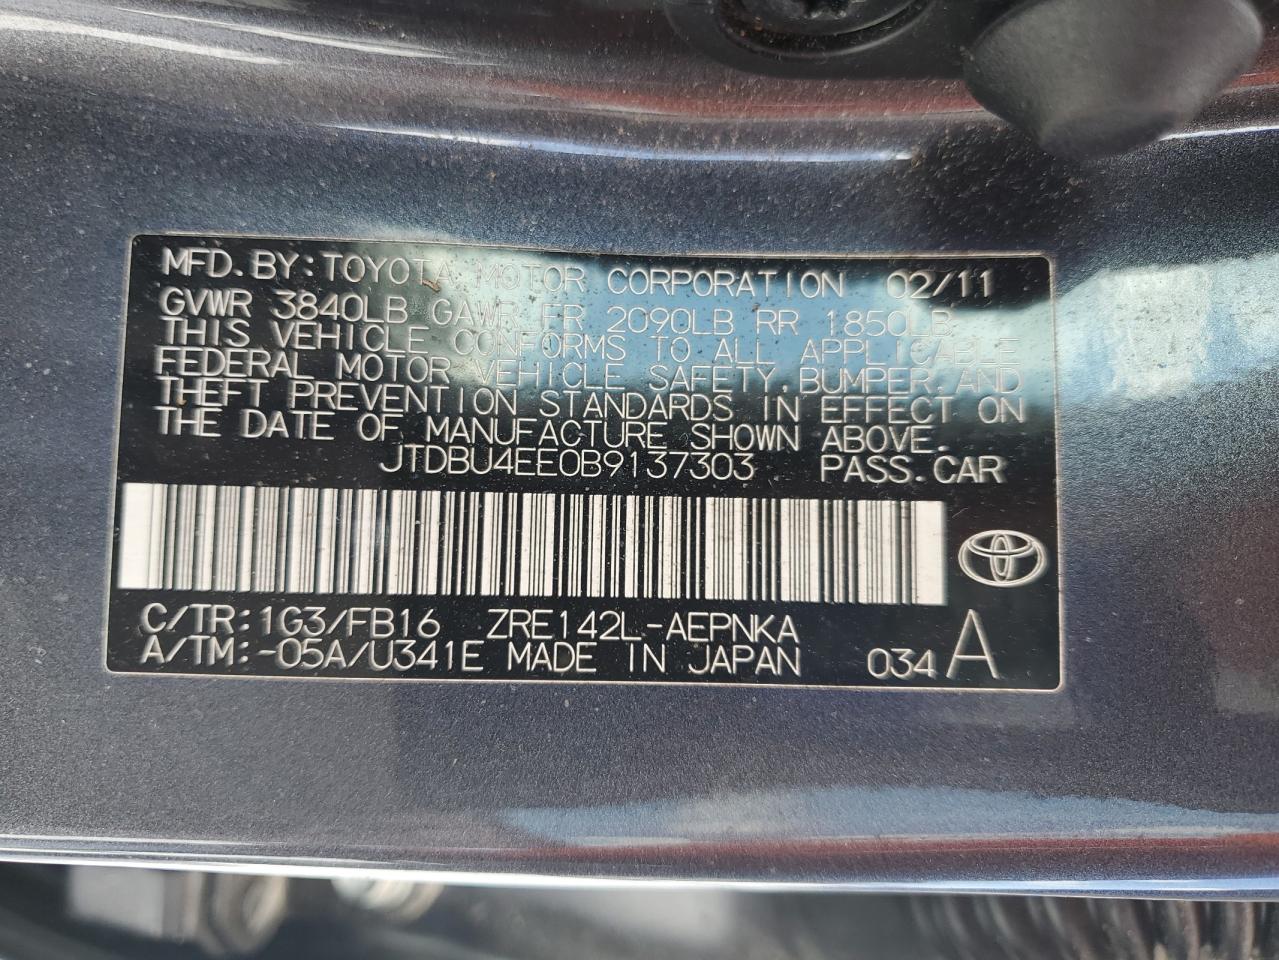 MFD.BY:TOYOTA MOTOR CORPORATION 02/11
GVWR 3840LB GAWR FR 2090LB RR 1850LB
THIS VEHICLE CONFORMS TO ALL APPLICABLE
FEDERAL MOTOR VEHICLE SAFETY,BUMPER,AND
THEFT PREVENTION STANDARDS IN EFFECT ON
THE DATE OF MANUFACTURE SHOWN ABOVE.
JTDBU4EE0B9137303 PASS.CAR
C/TR:1G3/FB16 ZRE142L-AEPNKA
A/TM:-05A/U341E MADE IN JAPAN 034 A